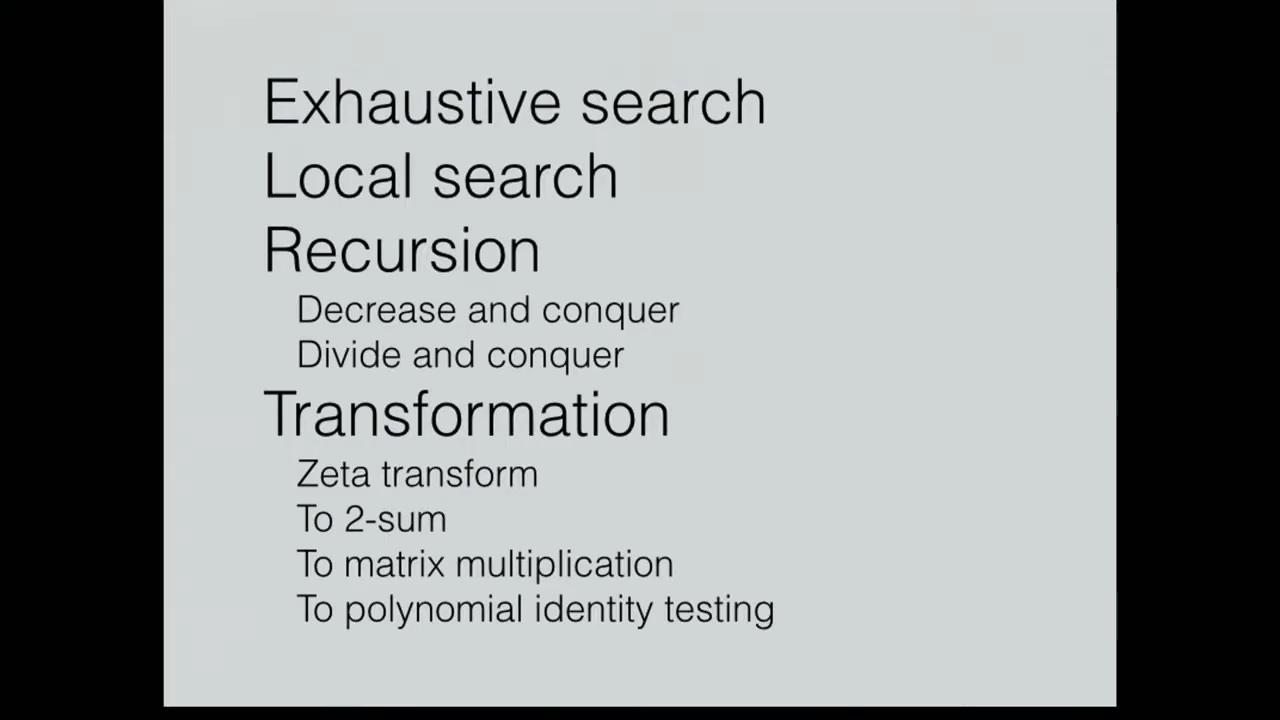 Exhaustive search
Local search
Recursion
Decrease and conquer
Divide and conquer
Transformation
Zeta transform
To 2-sum
To matrix multiplication
To polynomial identity testing